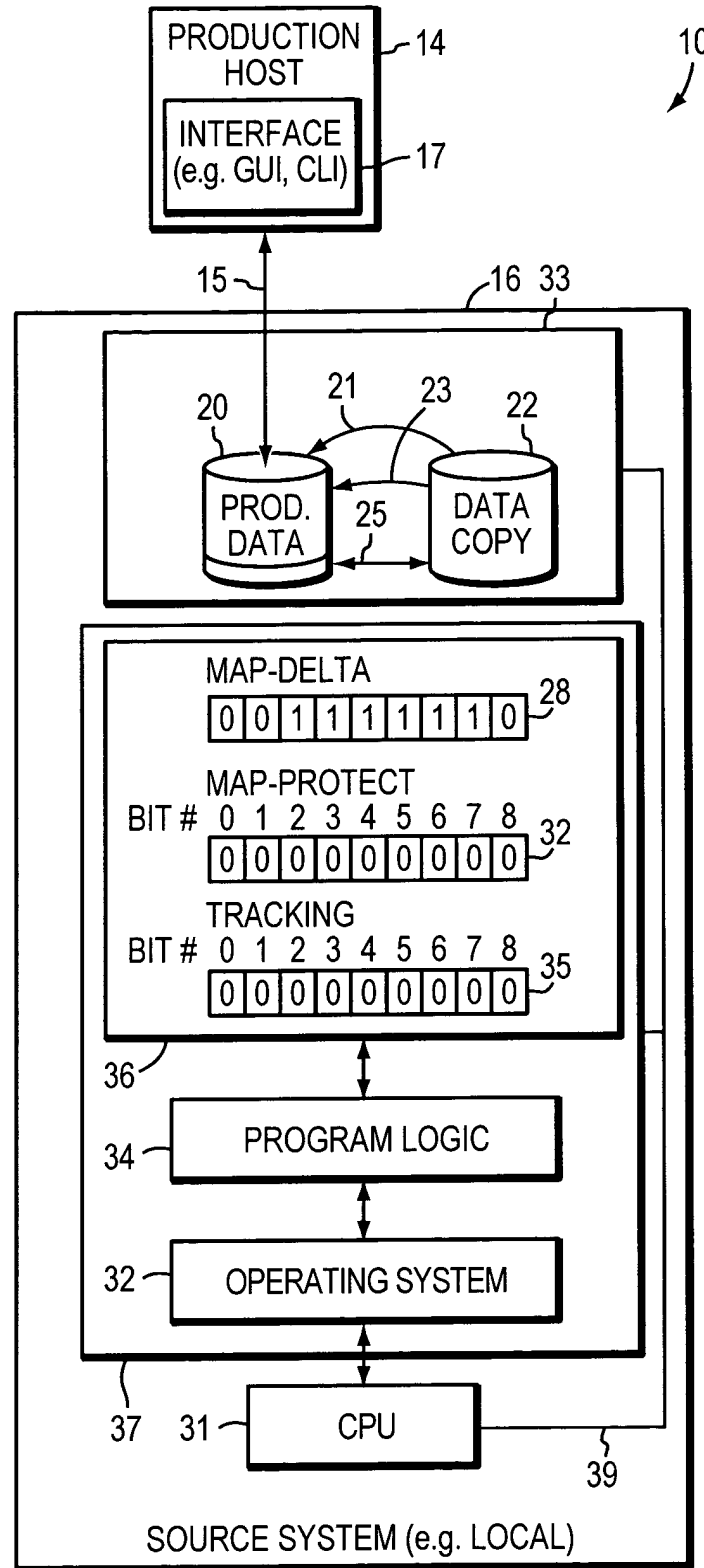 PRODUCTION
HOST
14
10
INTERFACE
(e.g. GUI, CLI)
17
15
16
33
20
21
23
22
PROD.
DATA
25
DATA
COPY
MAP-DELTA
0 0 1 1 1 1 1 1 0
28
MAP-PROTECT
BIT # 0 1 2 3 4 5 6 7 8
0 0 0 0 0 0 0 0 0
32
TRACKING
BIT # 0 1 2 3 4 5 6 7 8
0 0 0 0 0 0 0 0 0
35
36
PROGRAM LOGIC
34
OPERATING SYSTEM
32
37
31
CPU
39
SOURCE SYSTEM (e.g. LOCAL)